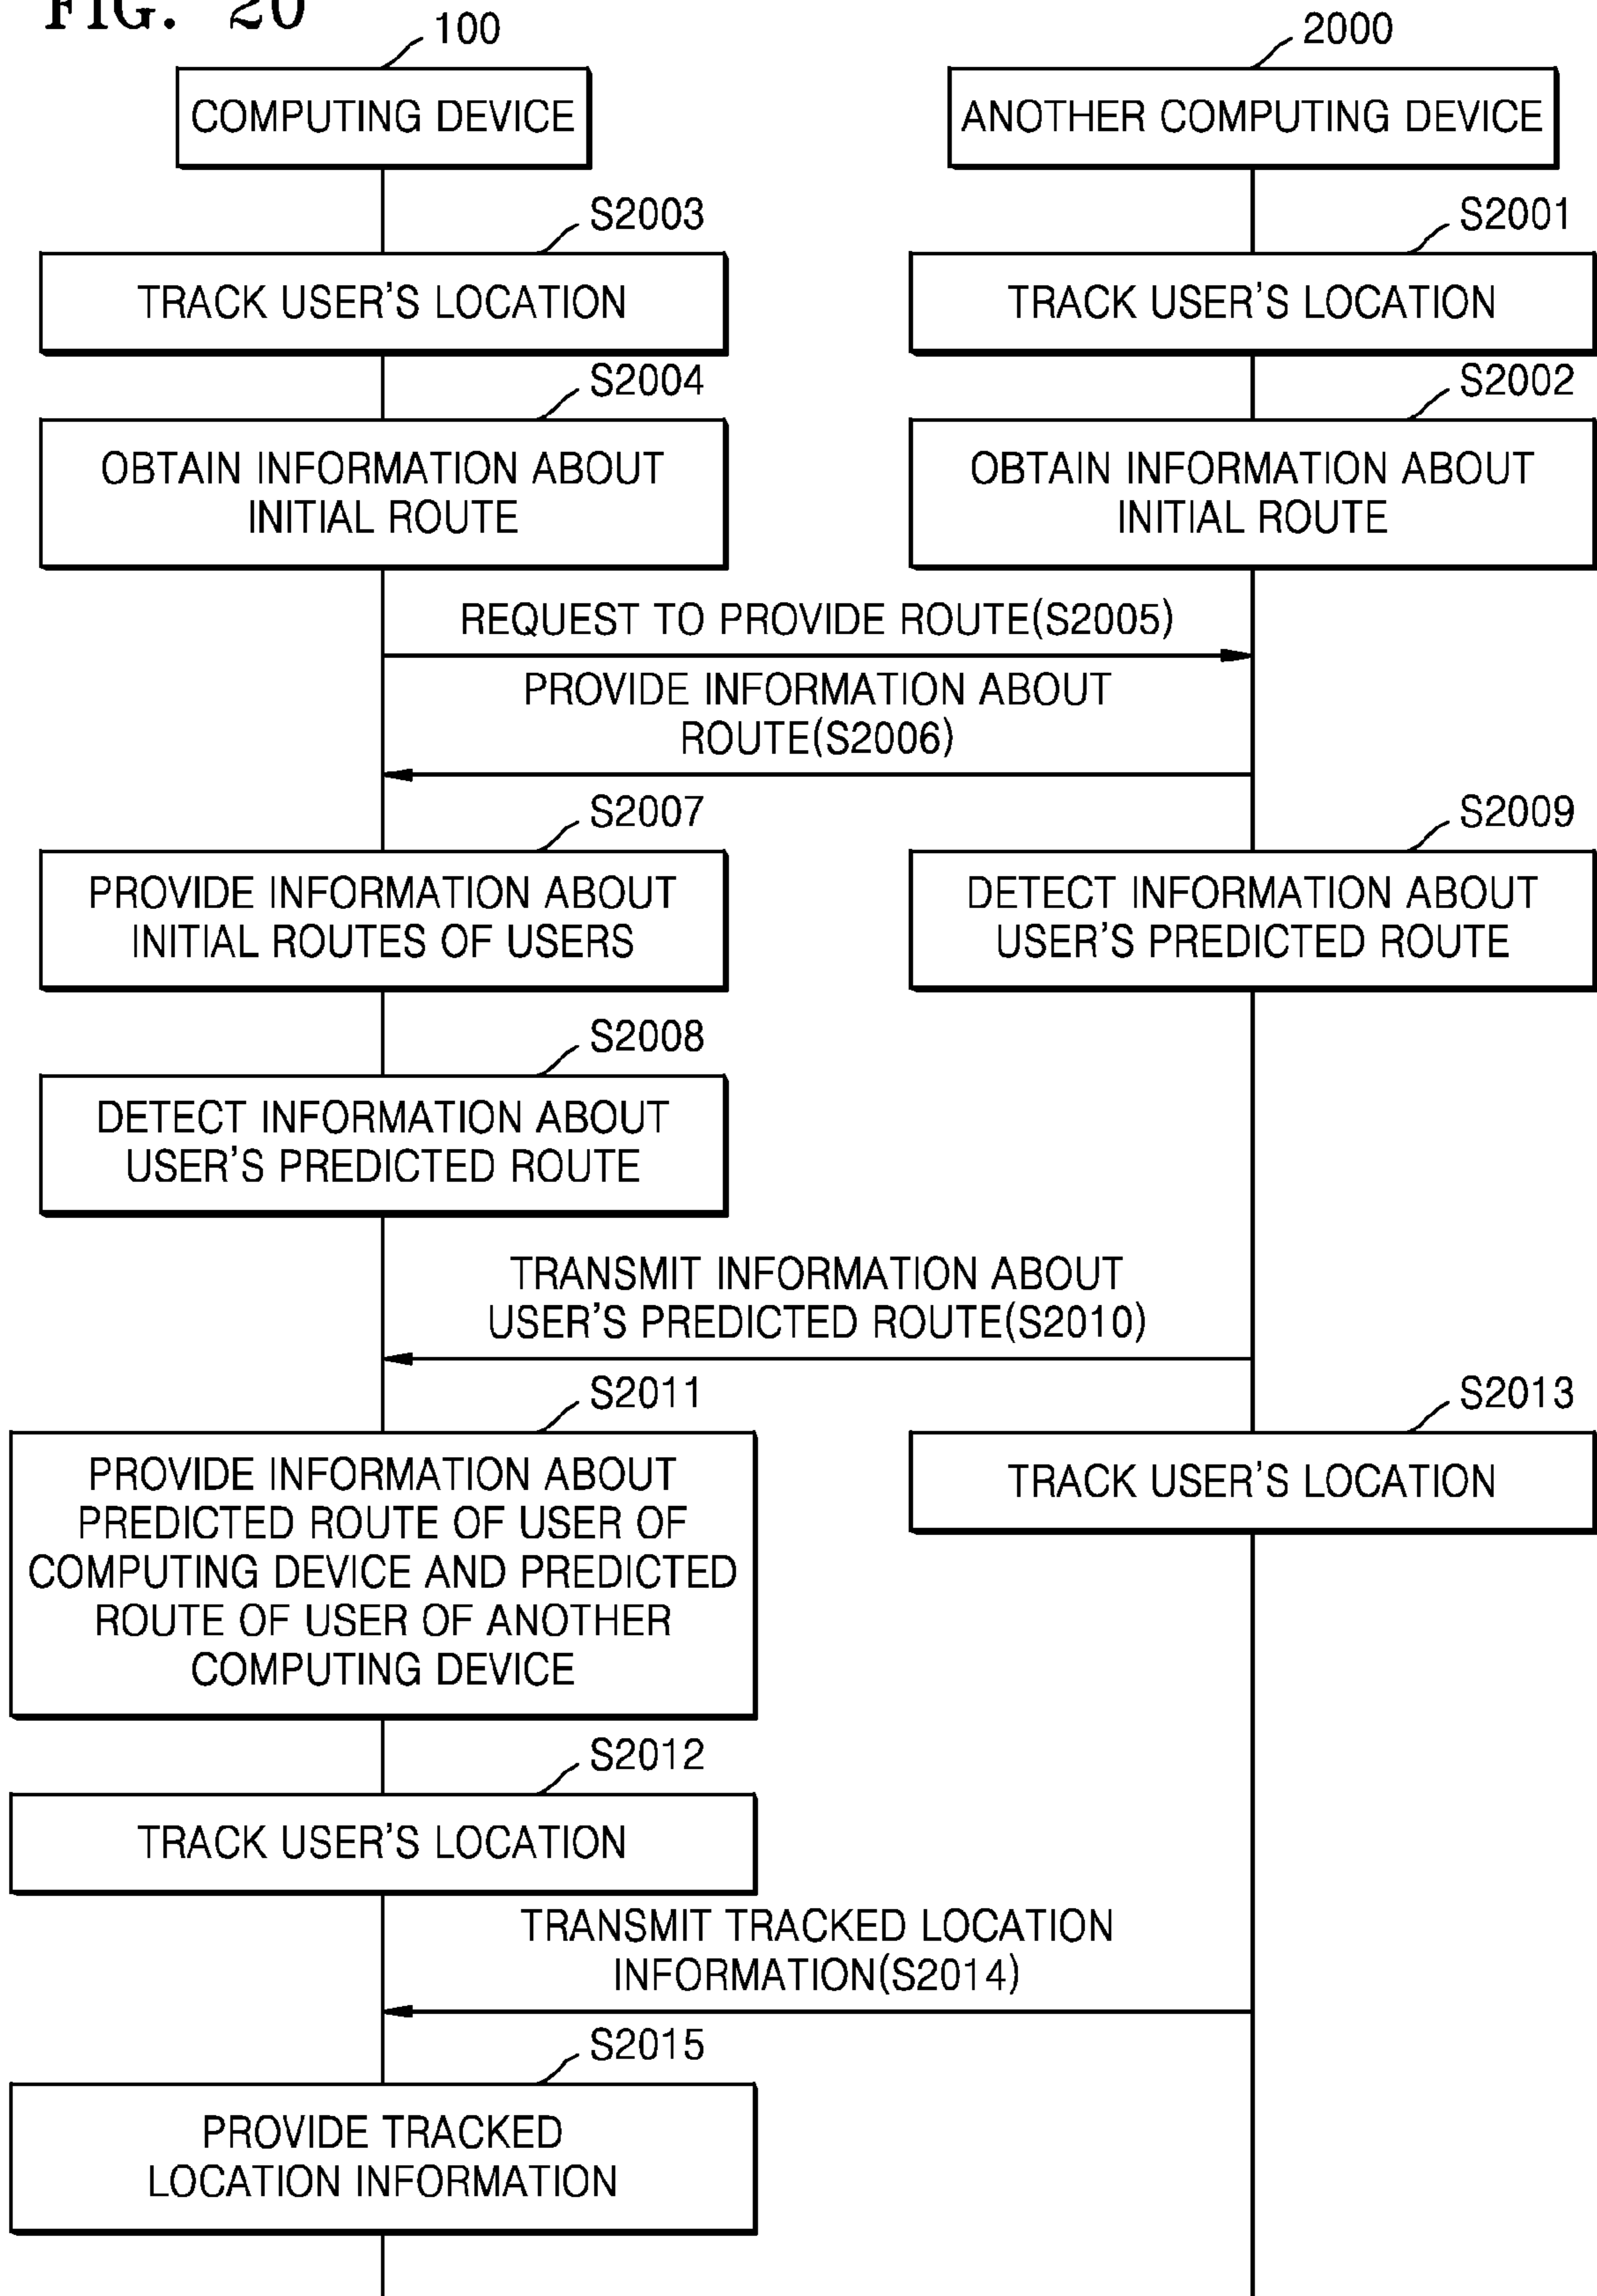 FIG. 20
100
2000
COMPUTING DEVICE
ANOTHER COMPUTING DEVICE
S2003
S2001
TRACK USER'S LOCATION
TRACK USER'S LOCATION
S2004
S2002
OBTAIN INFORMATION ABOUT
INITIAL ROUTE
OBTAIN INFORMATION ABOUT
INITIAL ROUTE
REQUEST TO PROVIDE ROUTE(S2005)
PROVIDE INFORMATION ABOUT
ROUTE(S2006)
S2007
S2009
PROVIDE INFORMATION ABOUT
INITIAL ROUTES OF USERS
DETECT INFORMATION ABOUT
USER'S PREDICTED ROUTE
S2008
DETECT INFORMATION ABOUT
USER'S PREDICTED ROUTE
TRANSMIT INFORMATION ABOUT
USER'S PREDICTED ROUTE(S2010)
S2011
S2013
PROVIDE INFORMATION ABOUT
PREDICTED ROUTE OF USER OF
COMPUTING DEVICE AND PREDICTED
ROUTE OF USER OF ANOTHER
COMPUTING DEVICE
TRACK USER'S LOCATION
S2012
TRACK USER'S LOCATION
TRANSMIT TRACKED LOCATION
INFORMATION(S2014)
S2015
PROVIDE TRACKED
LOCATION INFORMATION